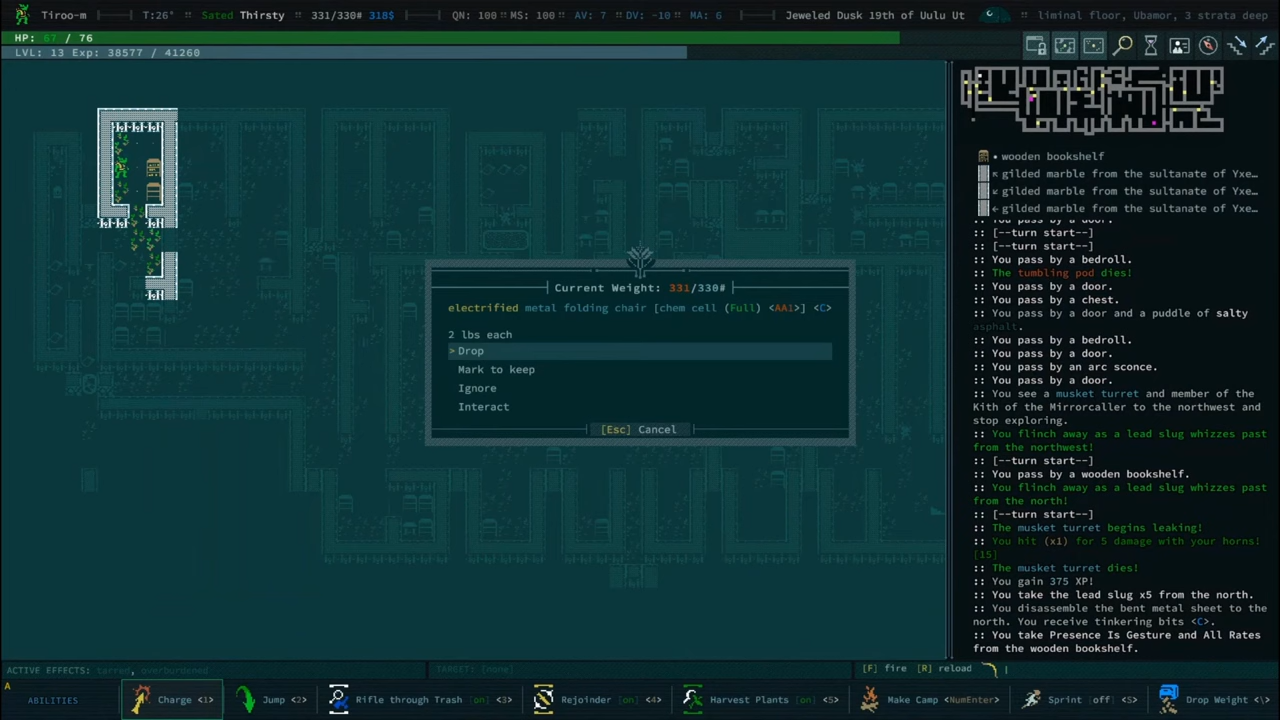 Tiroo-m T:26° :: Sated Thirsty :: 331/330# 318$ QN: 100 :: MS: 100 :: AV: 7 :: DV: -10 :: MA: 6 Jeweled Dusk 19th of Uulu Ut liminal floor, Ubamor, 3 strata deep
HP: 67 / 76
LVL: 13 Exp: 38577 / 41260
wooden bookshelf
gilded marble from the sultanate of Yxe…
gilded marble from the sultanate of Yxe…
gilded marble from the sultanate of Yxe…
:: You pass by a door.
:: [--turn start--]
:: [--turn start--]
:: You pass by a bedroll.
:: The tumbling pod dies!
:: You pass by a door.
:: You pass by a chest.
:: You pass by a door and a puddle of salty
asphalt.
:: You pass by a bedroll.
:: You pass by a door.
:: You pass by an arc sconce.
:: You pass by a door.
:: You see a musket turret and member of the
Kith of the Mirrorcaller to the northwest and
stop exploring.
:: You flinch away as a lead slug whizzes past
from the northwest!
:: [--turn start--]
:: You pass by a wooden bookshelf.
:: You flinch away as a lead slug whizzes past
from the north!
:: [--turn start--]
:: The musket turret begins leaking!
:: You hit (x1) for 5 damage with your horns!
[15]
:: The musket turret dies!
:: You gain 375 XP!
:: You take the lead slug x5 from the north.
:: You disassemble the bent metal sheet to the
north. You receive tinkering bits <C>.
:: You take Presence Is Gesture and All Rates
from the wooden bookshelf.
Current Weight: 331/330#
electrified metal folding chair [chem cell (Full) <AA1>] <C>
2 lbs each
> Drop
Mark to keep
Ignore
Interact
[Esc] Cancel
ACTIVE EFFECTS: tarred, overburdened TARGET: [none] [F] fire [R] reload
A
ABILITIES Charge <1> Jump <2> Rifle through Trash [on] <3> Rejoinder [on] <4> Harvest Plants [on] <5> Make Camp <NumEnter> Sprint [off] <S> Drop Weight <\>